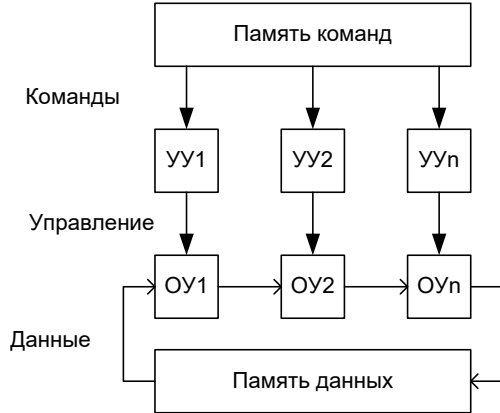 Память команд
Команды
УУ1
УУ2
УУn
Управление
ОУ1
ОУ2
ОУn
Данные
Память данных